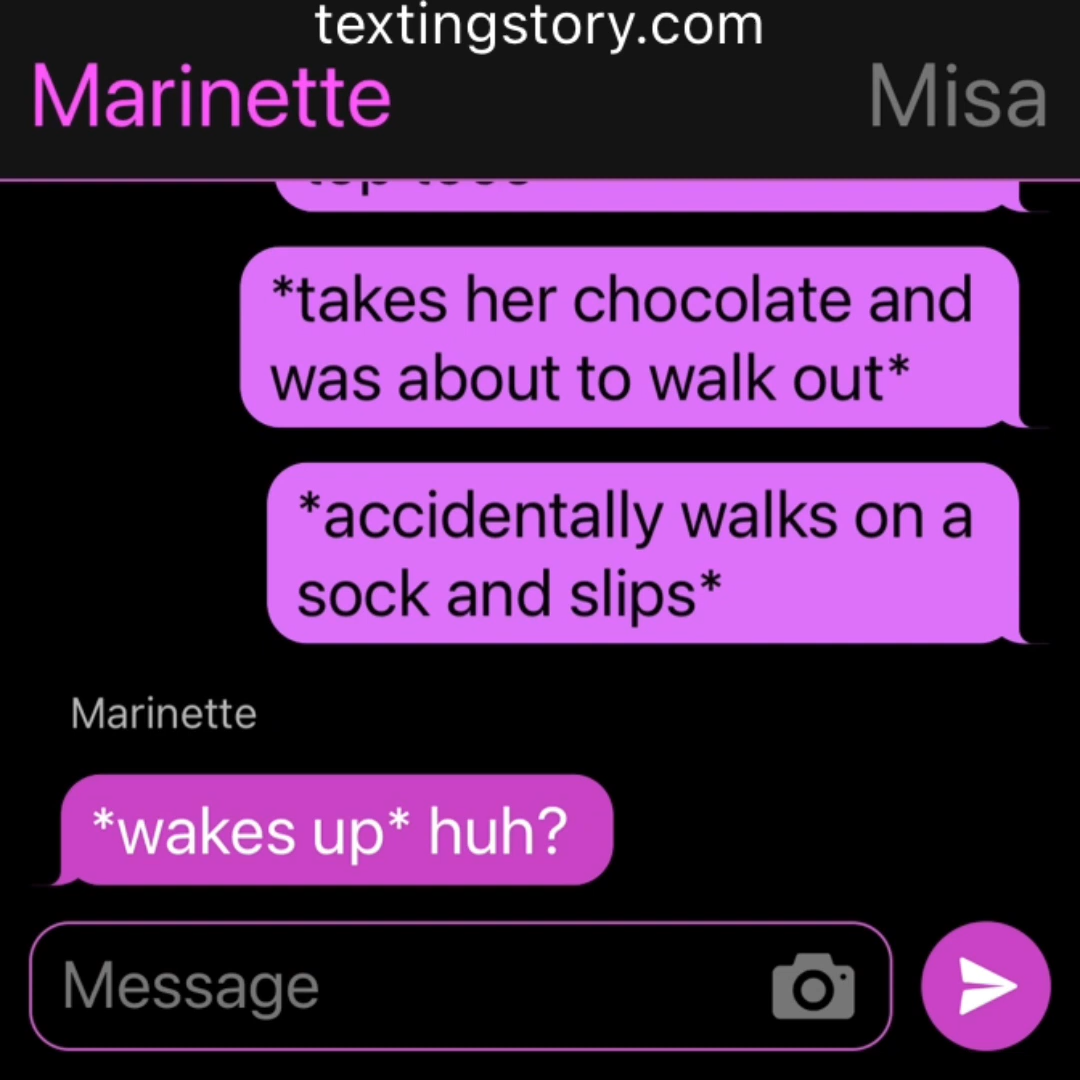 textingstory.com
Marinette
Misa
*takes her chocolate and
was about to walk out*
*accidentally walks on a
sock and slips*
Marinette
*wakes up* huh?
Message